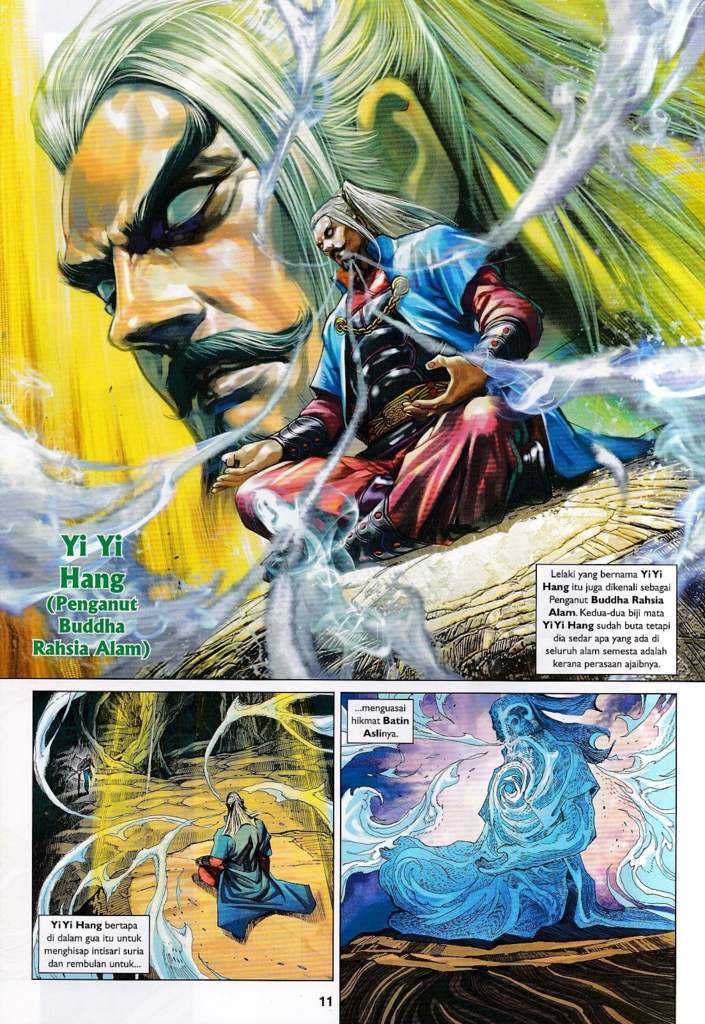 Yi Yi
Hang
(Penganut
Buddha
Rahsia Alam)
Lelaki yang bernama Yi Yi
Hang itu juga dikenali sebagai
Penganut Buddha Rahsia
Alam. Kedua-dua biji mata
Yi Yi Hang sudah buta tetapi
dia sedar apa yang ada di
seluruh alam semesta adalah
kerana perasaan ajaibnya.
Yi Yi Hang bertapa
di dalam gua itu untuk
menghisap intisari suria
dan rembulan untuk...
...menguasai
hikmat Batin
Aslinya.
11